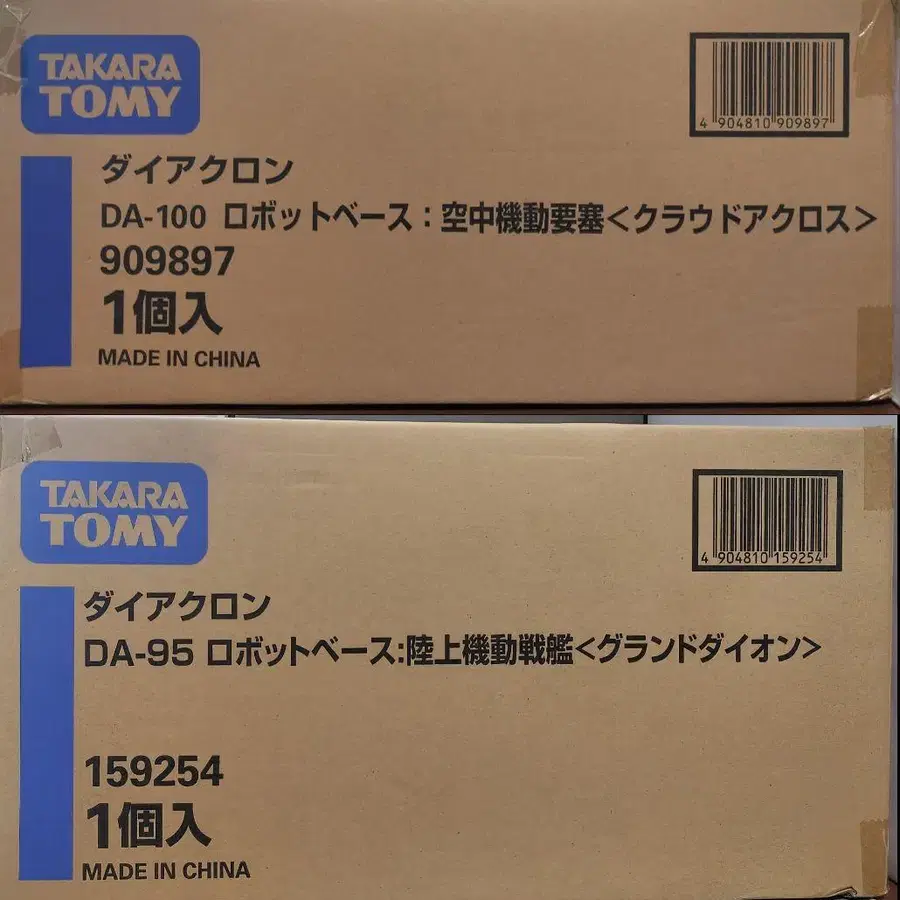 TAKARA
TOMY
4 904810 909897
ダイアクロン
DA-100 ロボットベース：空中機動要塞＜クラウドアクロス＞
909897
1個入
MADE IN CHINA
TAKARA
TOMY
4 904810 159254
ダイアクロン
DA-95 ロボットベース:陸上機動戦艦＜グランドダイオン＞
159254
1個入
MADE IN CHINA